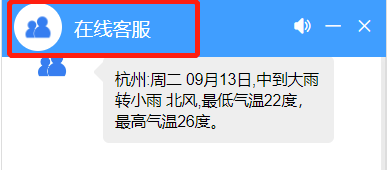 在线客服
杭州:周二 09月13日,中到大雨
转小雨 北风,最低气温22度，
最高气温26度。